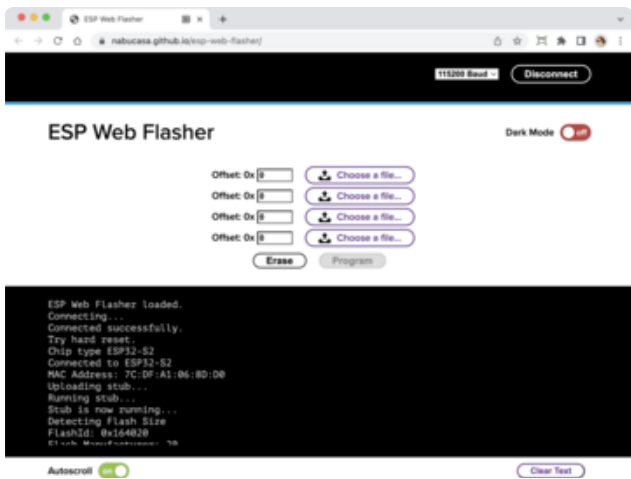 ESP Web Flasher
nabucasa.github.io/esp-web-flasher/
115200 Baud
Disconnect
ESP Web Flasher
Dark Mode off
Offset: 0x 0 Choose a file...
Offset: 0x 0 Choose a file...
Offset: 0x 0 Choose a file...
Offset: 0x 0 Choose a file...
Erase Program
ESP Web Flasher loaded.
Connecting...
Connected successfully.
Try hard reset.
Chip type ESP32-S2
Connected to ESP32-S2
MAC Address: 7C:DF:A1:06:8D:D0
Uploading stub...
Running stub...
Stub is now running...
Detecting Flash Size
FlashId: 0x164020
Flash Manufacturer: 20
Autoscroll on
Clear Text